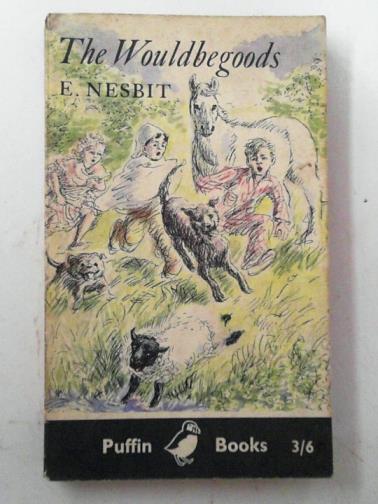 The Wouldbegoods
E. NESBIT
Puffin Books 3/6